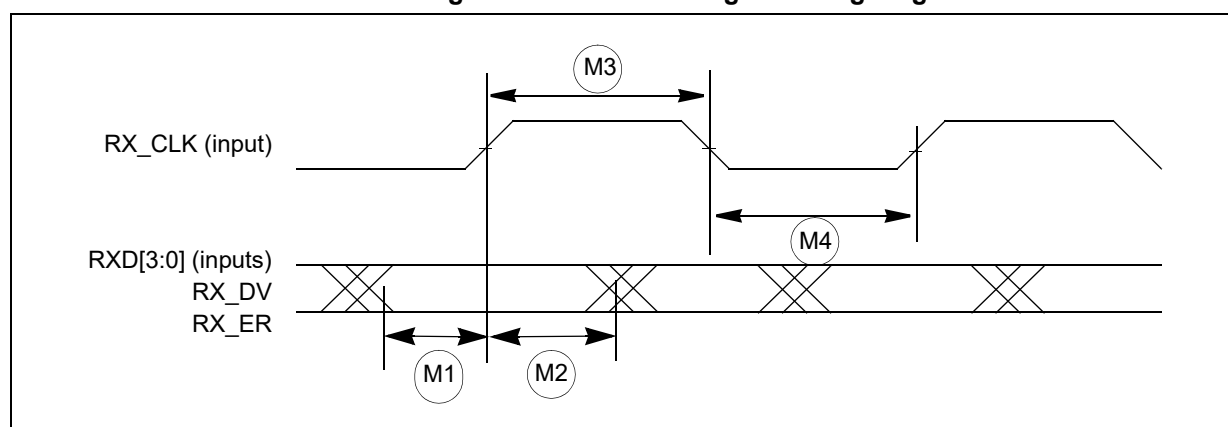 M3
RX_CLK (input)
M4
RXD[3:0] (inputs)
RX_DV
RX_ER
M1
M2